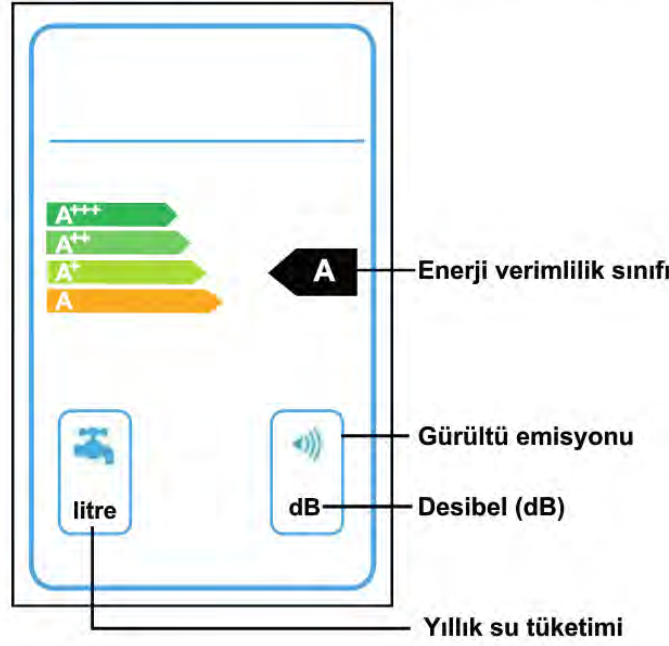 A+++
A++
A+
A
A
Enerji verimlilik sınıfı
Gürültü emisyonu
litre
dB
Desibel (dB)
Yıllık su tüketimi